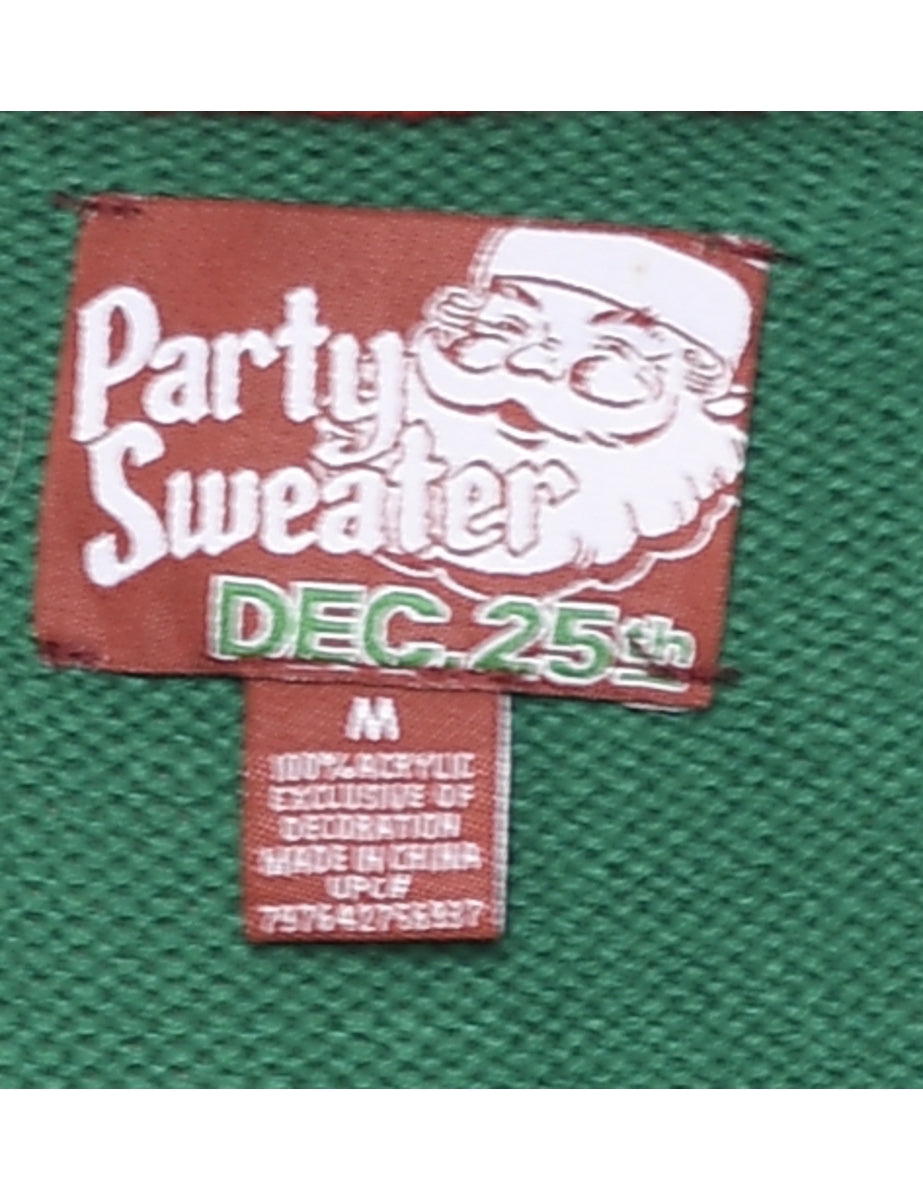 Party
Sweater
DEC. 25th
M
100% ACRYLIC
EXCLUSIVE OF
DECORATION
MADE IN CHINA
UPC#